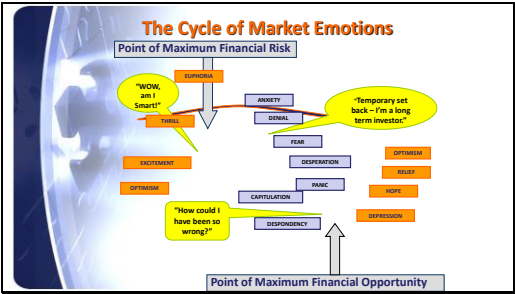 The Cycle of Market Emotions
Point of Maximum Financial Risk
EUPHORIA
“WOW,
am I
Smart!”
THRILL
EXCITEMENT
OPTIMISM
ANXIETY
DENIAL
“Temporary set
back – I’m a long
term investor.”
FEAR
DESPERATION
PANIC
CAPITULATION
DESPONDENCY
“How could I
have been so
wrong?”
OPTIMISM
RELIEF
HOPE
DEPRESSION
Point of Maximum Financial Opportunity